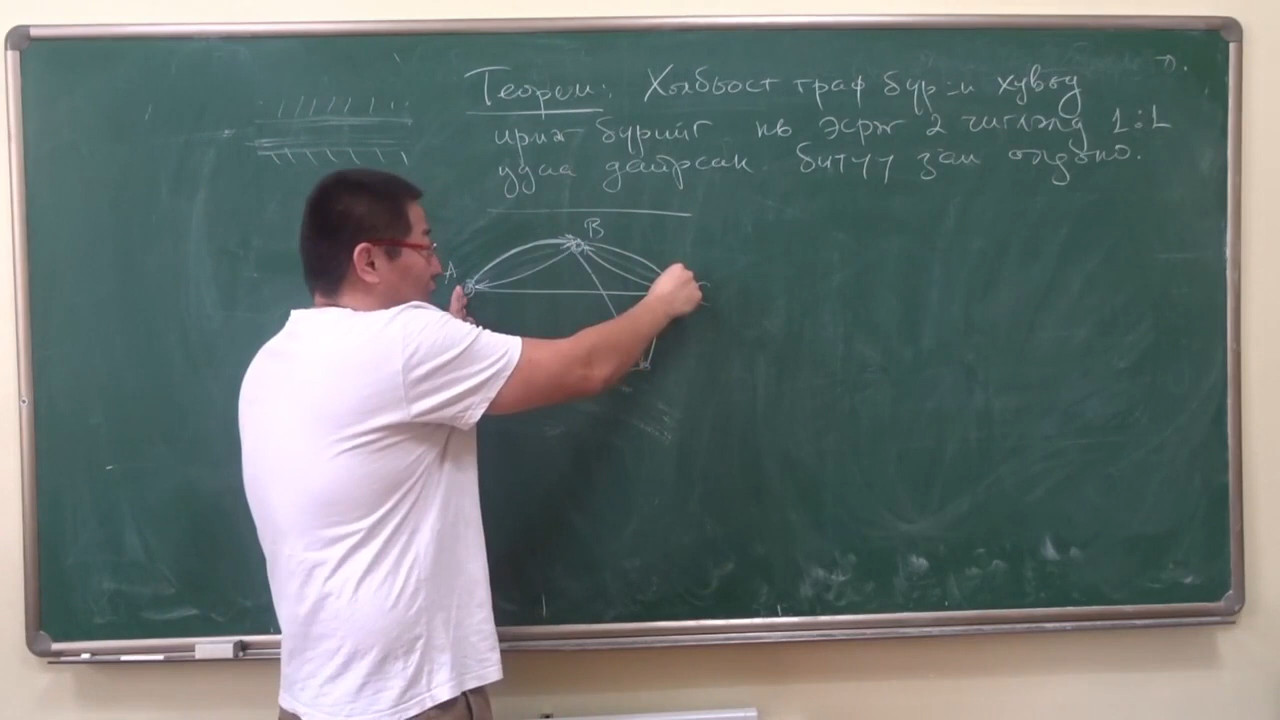 Теорем: Холбоост граф бүр-н хувьд
ирмэг бүрийг нь эсрэг 2 чиглэлд 1:1
удаа дайрсан битүү зам олдоно.
B
A